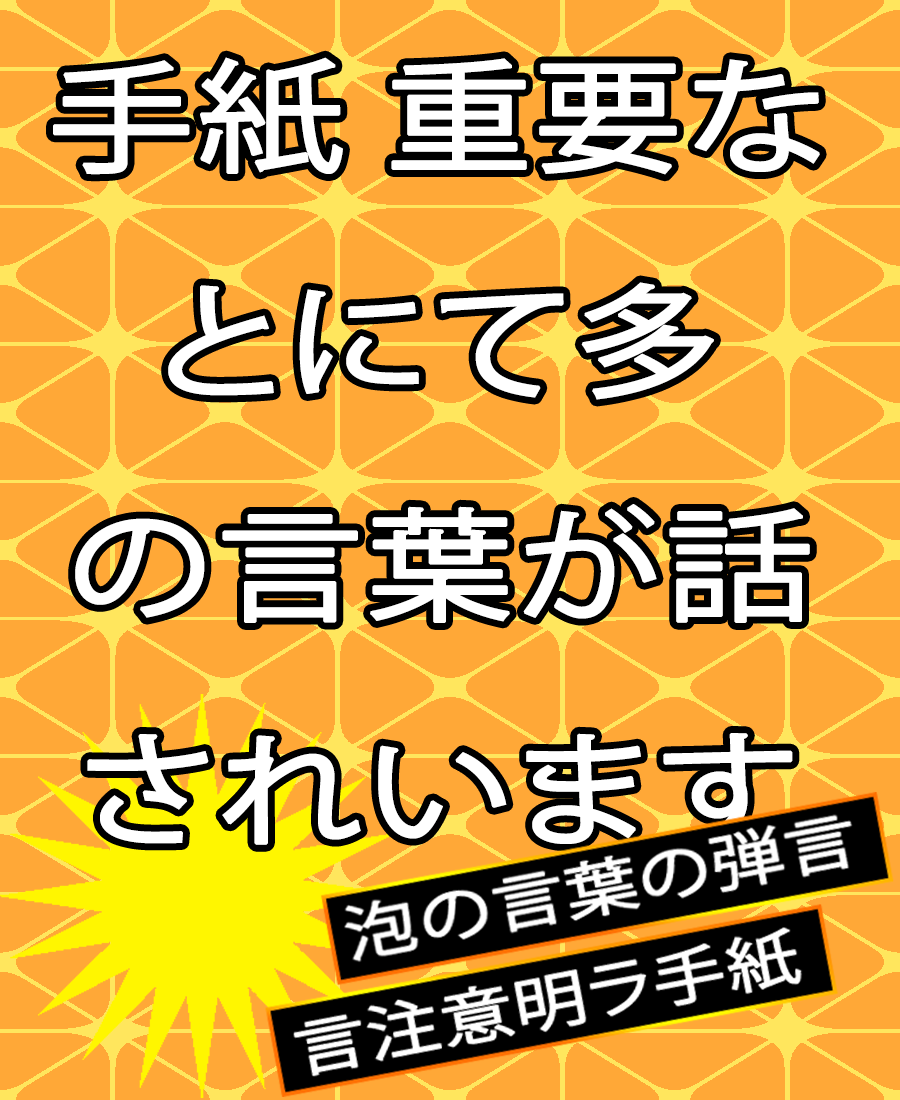 手紙 重要な
とにて多
の言葉が話
されいます
泡の言葉の弾言
言注意明ラ手紙